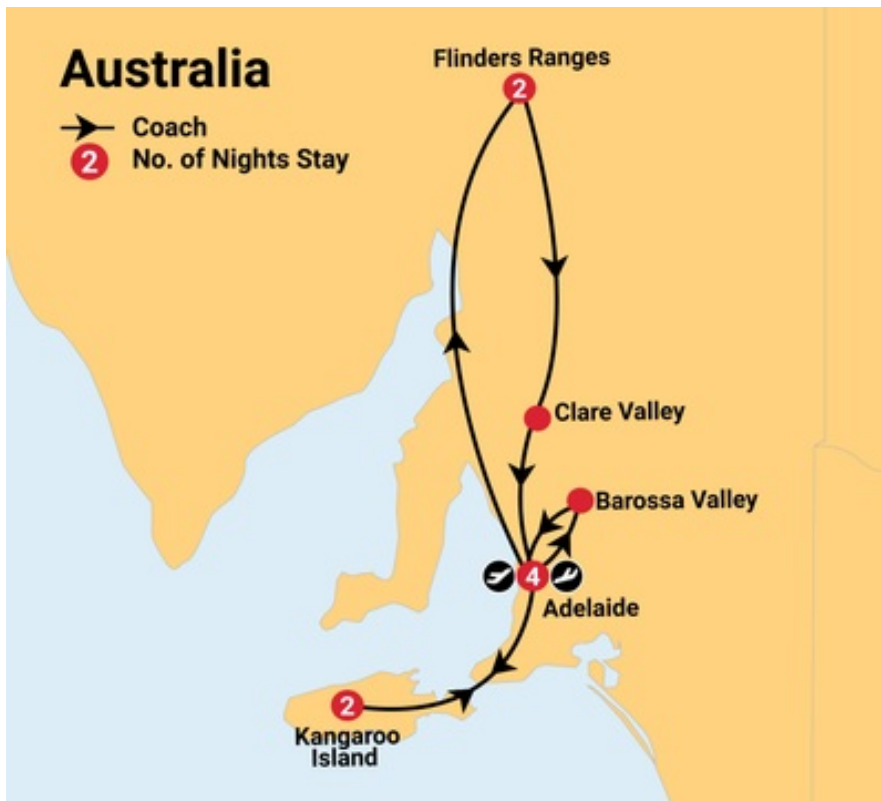 Australia
Coach
2
No. of Nights Stay
Flinders Ranges
2
Clare Valley
Barossa Valley
4
Adelaide
2
Kangaroo
Island